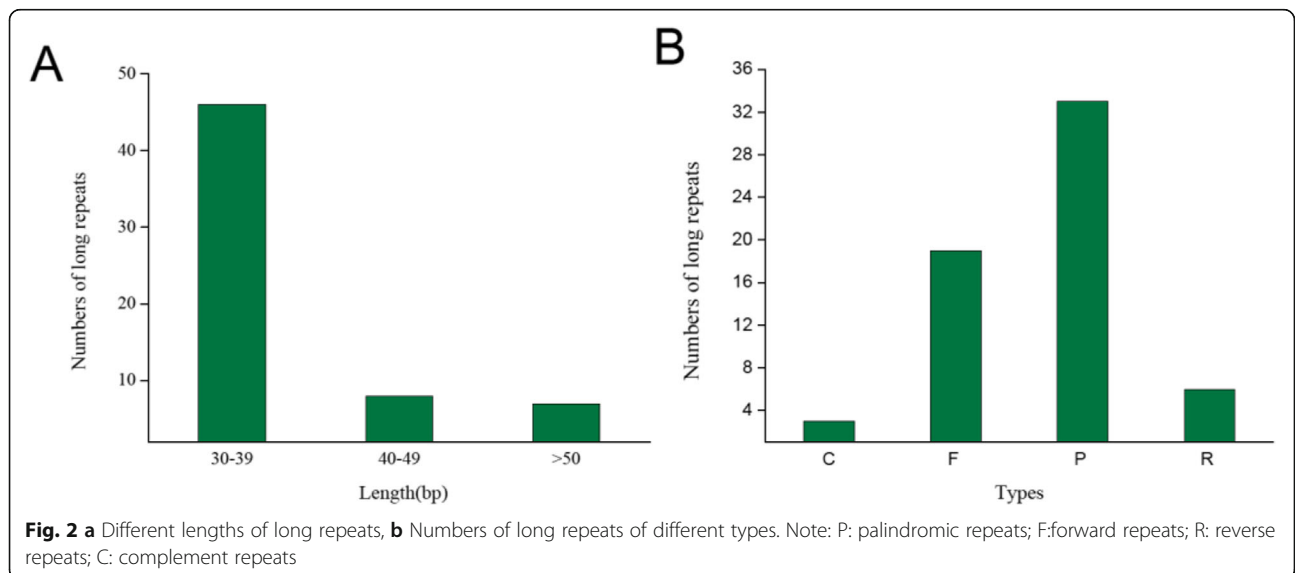 A
Numbers of long repeats
50
40
30
20
10
30-39 40-49 >50
Length(bp)
B
Numbers of long repeats
36
32
28
24
20
16
12
8
4
C F P R
Types
Fig. 2 a Different lengths of long repeats, b Numbers of long repeats of different types. Note: P: palindromic repeats; F:forward repeats; R: reverse
repeats; C: complement repeats